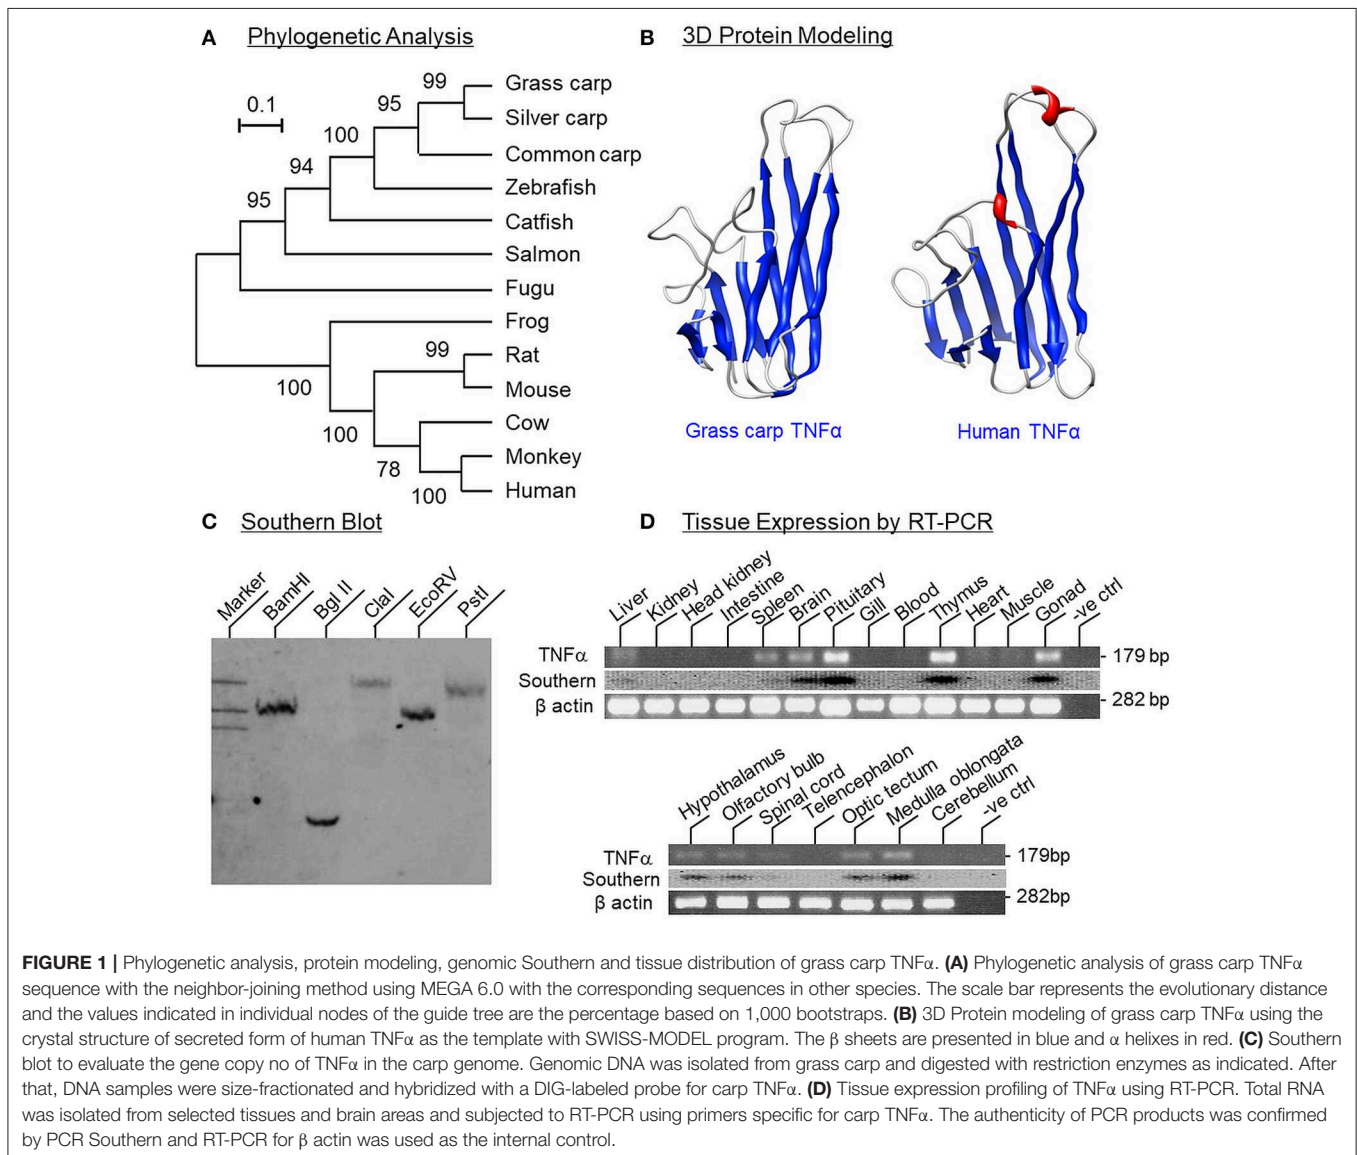 A Phylogenetic Analysis
0.1
99
95
100
94
95
100
99
100
78
100
Grass carp
Silver carp
Common carp
Zebrafish
Catfish
Salmon
Fugu
Frog
Rat
Mouse
Cow
Monkey
Human
B 3D Protein Modeling
Grass carp TNFα
Human TNFα
C Southern Blot
Marker
BamHI
Bgl II
ClaI
EcoRV
PstI
D Tissue Expression by RT-PCR
Liver
Kidney
Head kidney
Intestine
Spleen
Brain
Pituitary
Gill
Blood
Thymus
Heart
Muscle
Gonad
-ve ctrl
TNFα - 179 bp
Southern
β actin - 282 bp
Hypothalamus
Olfactory bulb
Spinal cord
Telencephalon
Optic tectum
Medulla oblongata
Cerebellum
-ve ctrl
TNFα - 179bp
Southern
β actin - 282bp
FIGURE 1 | Phylogenetic analysis, protein modeling, genomic Southern and tissue distribution of grass carp TNFα. (A) Phylogenetic analysis of grass carp TNFα
sequence with the neighbor-joining method using MEGA 6.0 with the corresponding sequences in other species. The scale bar represents the evolutionary distance
and the values indicated in individual nodes of the guide tree are the percentage based on 1,000 bootstraps. (B) 3D Protein modeling of grass carp TNFα using the
crystal structure of secreted form of human TNFα as the template with SWISS-MODEL program. The β sheets are presented in blue and α helixes in red. (C) Southern
blot to evaluate the gene copy no of TNFα in the carp genome. Genomic DNA was isolated from grass carp and digested with restriction enzymes as indicated. After
that, DNA samples were size-fractionated and hybridized with a DIG-labeled probe for carp TNFα. (D) Tissue expression profiling of TNFα using RT-PCR. Total RNA
was isolated from selected tissues and brain areas and subjected to RT-PCR using primers specific for carp TNFα. The authenticity of PCR products was confirmed
by PCR Southern and RT-PCR for β actin was used as the internal control.